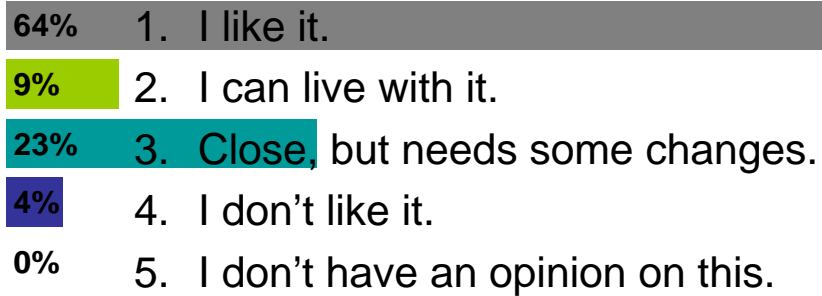 64% 1. I like it.
9% 2. I can live with it.
23% 3. Close, but needs some changes.
4% 4. I don't like it.
0% 5. I don't have an opinion on this.